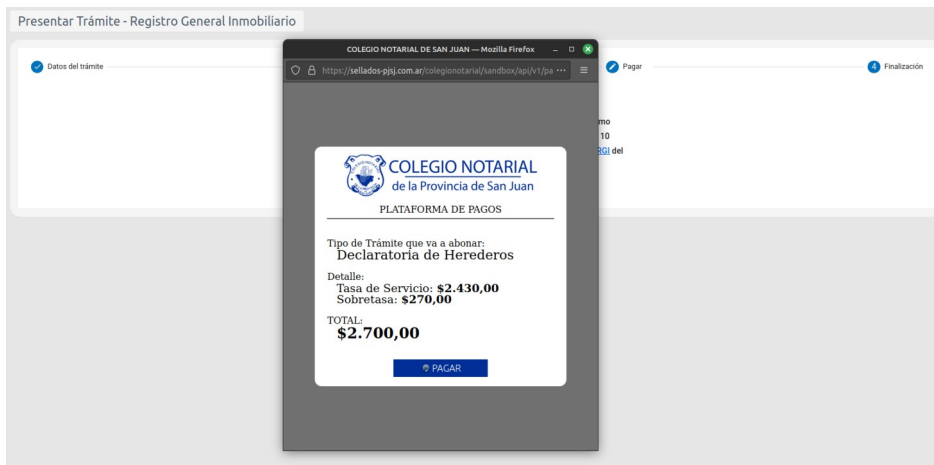 Presentar Trámite - Registro General Inmobiliario
COLEGIO NOTARIAL DE SAN JUAN — Mozilla Firefox
https://sellados-pjsj.com.ar/colegionotarial/sandbox/api/v1/pa
Datos del trámite
Pagar
4 Finalización
mo
10
RGI del
COLEGIO NOTARIAL
de la Provincia de San Juan
PLATAFORMA DE PAGOS
Tipo de Trámite que va a abonar:
Declaratoria de Herederos
Detalle:
Tasa de Servicio: $2.430,00
Sobretasa: $270,00
TOTAL:
$2.700,00
PAGAR